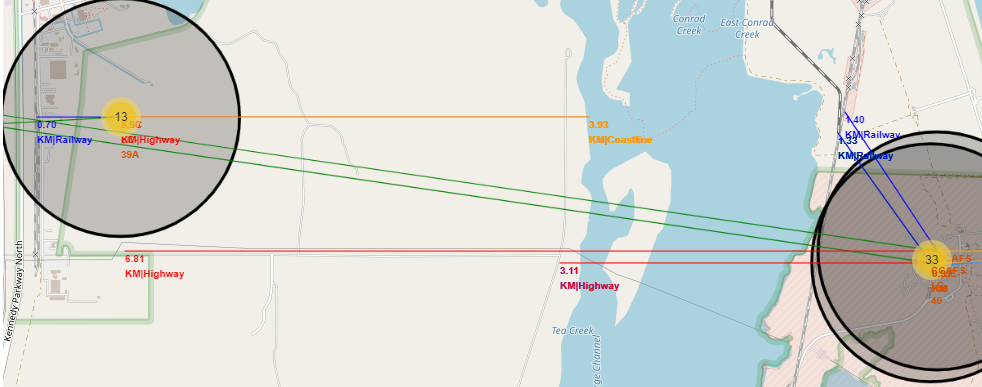 Conrad
Creek
East Conrad
Creek
13
0.70
KM|Railway
KM|Highway
39A
3.93
KM|Coastline
1.40
KM|Railway
1.33
KM|Railway
6.81
KM|Highway
3.11
KM|Highway
33
40
Kennedy Parkway North
Tea Creek